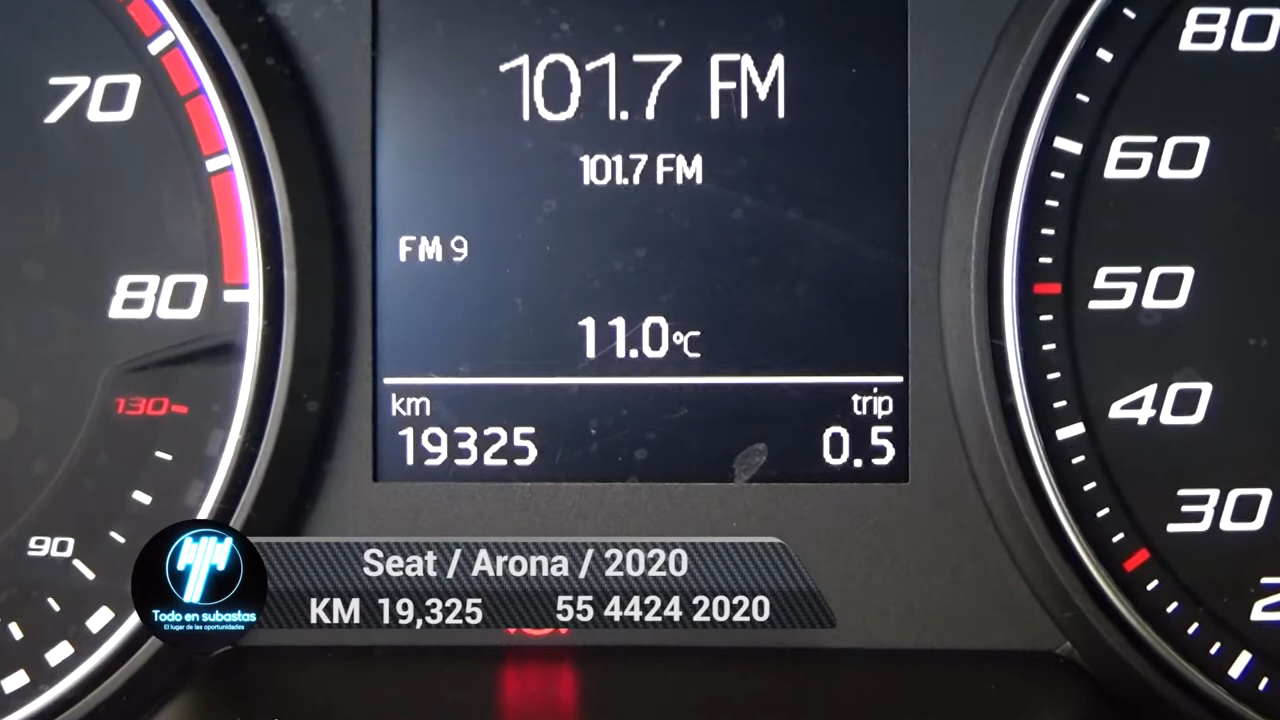 70
80
130
90
101.7 FM
101.7 FM
FM 9
11.0°C
km
trip
19325
0.5
80
60
50
40
30
2
Seat / Arona / 2020
KM 19,325
55 4424 2020
Todo en subastas
El lugar de las oportunidades